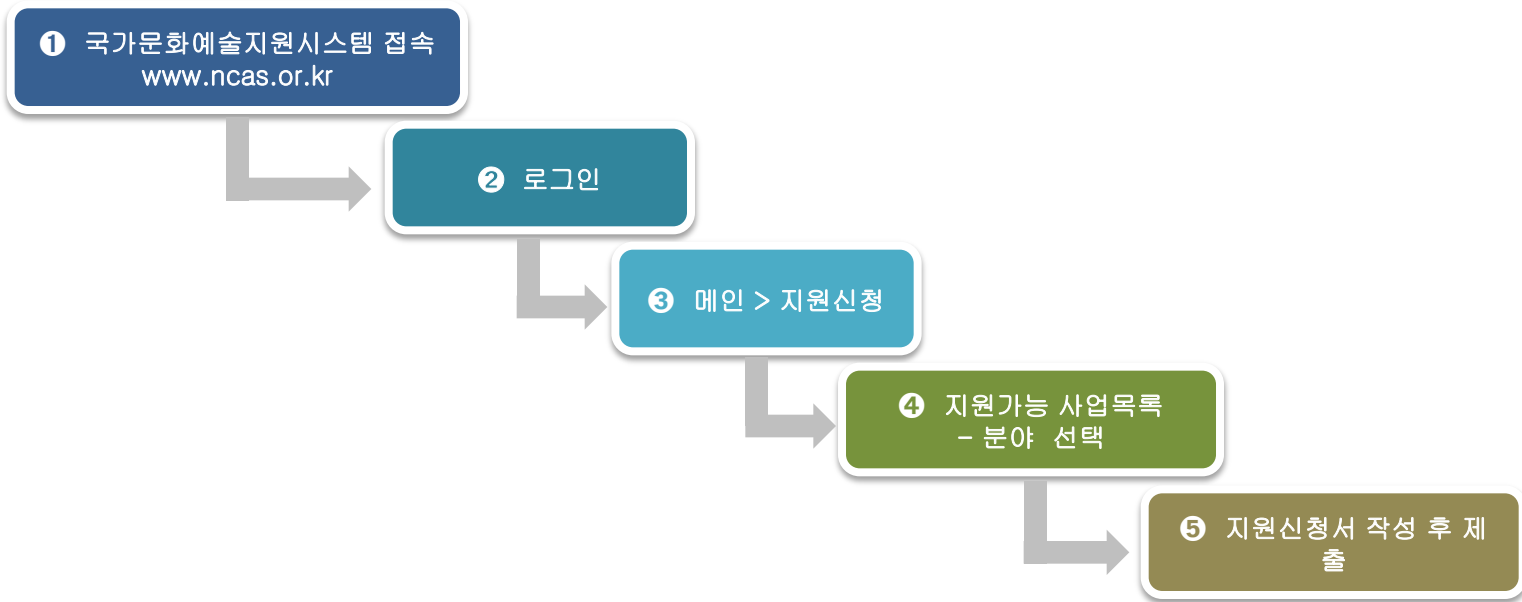 ❶ 국가문화예술지원시스템 접속
www.ncas.or.kr
❷ 로그인
❸ 메인 > 지원신청
❹ 지원가능 사업목록
- 분야 선택
❺ 지원신청서 작성 후 제
출